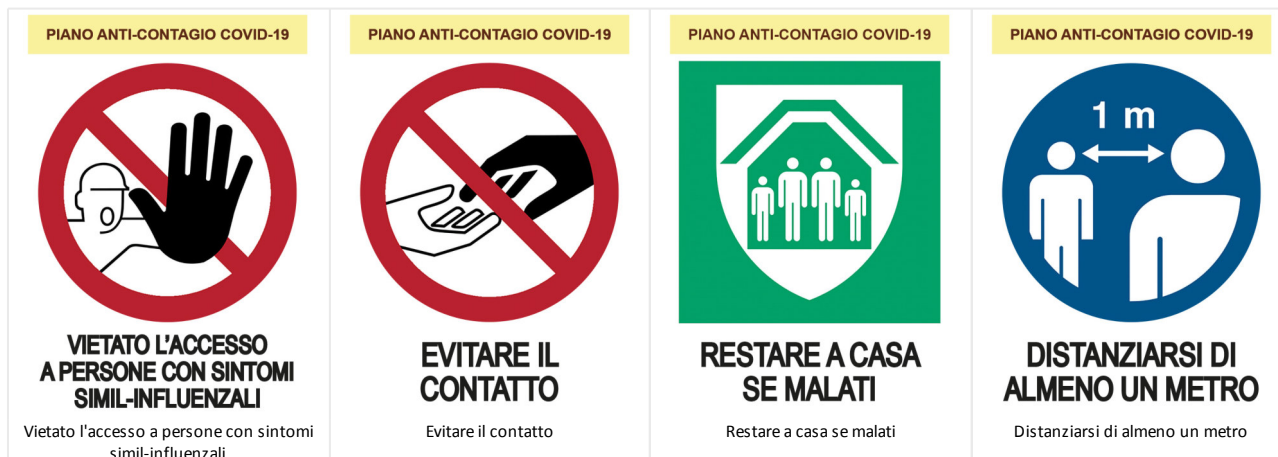 PIANO ANTI-CONTAGIO COVID-19
VIETATO L'ACCESSO
A PERSONE CON SINTOMI
SIMIL-INFLUENZALI
Vietato l'accesso a persone con sintomi
simil-influenzali
PIANO ANTI-CONTAGIO COVID-19
EVITARE IL
CONTATTO
Evitare il contatto
PIANO ANTI-CONTAGIO COVID-19
RESTARE A CASA
SE MALATI
Restare a casa se malati
PIANO ANTI-CONTAGIO COVID-19
1 m
DISTANZIARSI DI
ALMENO UN METRO
Distanziarsi di almeno un metro